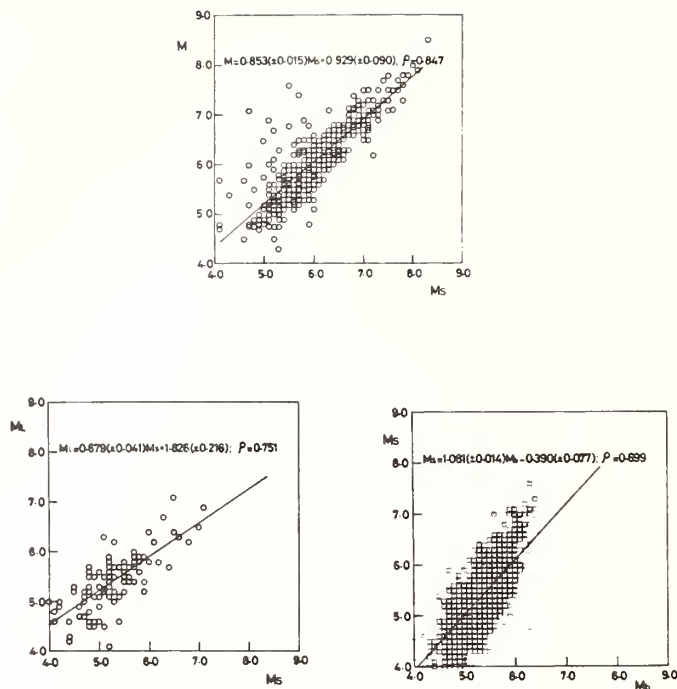 9·0
M
M=0·853(±0·015)Ms+0·929(±0·090); ρ=0·847
8·0
7·0
6·0
5·0
4·0
4·0 5·0 6·0 7·0 8·0 9·0
Ms
9·0
ML
ML=0·679(±0·041)Ms+1·826(±0·216); ρ=0·751
8·0
7·0
6·0
5·0
4·0
4·0 5·0 6·0 7·0 8·0 9·0
Ms
9·0
Ms
Ms=1·081(±0·014)Mb-0·390(±0·077); ρ=0·699
8·0
7·0
6·0
5·0
4·0
4·0 5·0 6·0 7·0 8·0 9·0
Mb